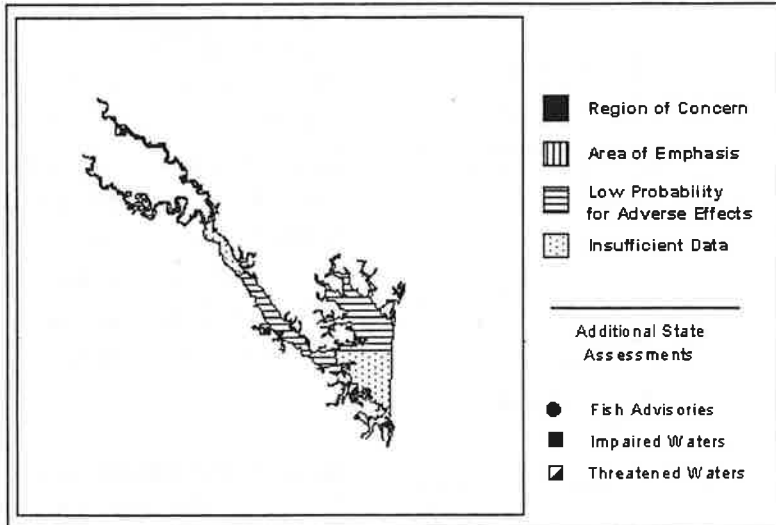 Region of Concern
Area of Emphasis
Low Probability
for Adverse Effects
Insufficient Data
Additional State
Assessments
Fish Advisories
Impaired Waters
Threatened Waters